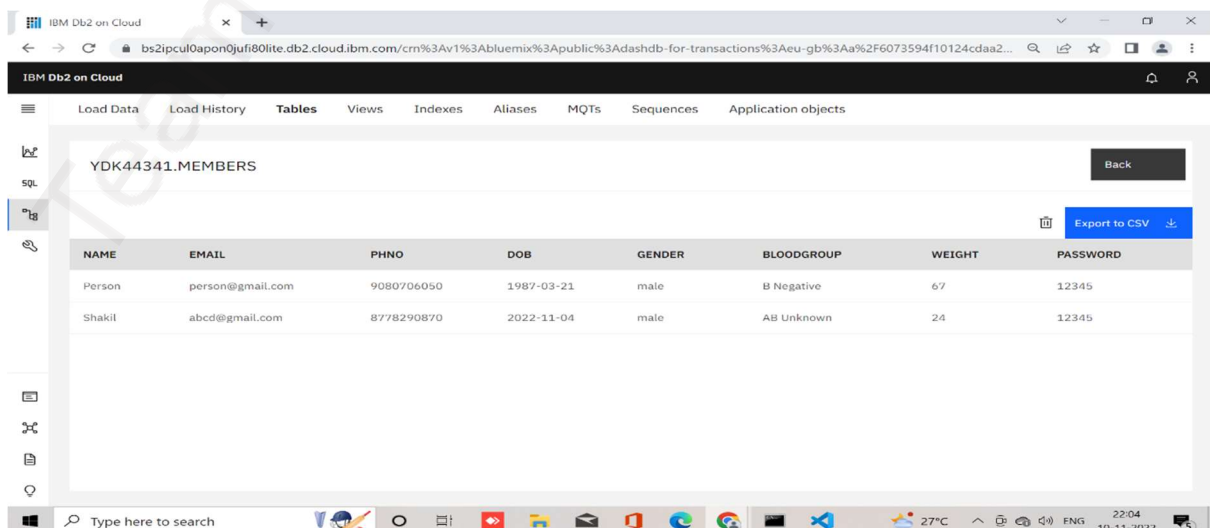 IBM Db2 on Cloud
bs2ipcul0apon0jufi80lite.db2.cloud.ibm.com/crn%3Av1%3Abluemix%3Apublic%3Adashdb-for-transactions%3Aeu-gb%3Aa%2F6073594f10124cdaa2...
IBM Db2 on Cloud
Load Data Load History Tables Views Indexes Aliases MQTs Sequences Application objects
Team
YDK44341.MEMBERS Back
SQL
Export to CSV
NAME EMAIL PHNO DOB GENDER BLOODGROUP WEIGHT PASSWORD
Person person@gmail.com 9080706050 1987-03-21 male B Negative 67 12345
Shakil abcd@gmail.com 8778290870 2022-11-04 male AB Unknown 24 12345
Type here to search 27°C ENG 22:04
10-11-2022